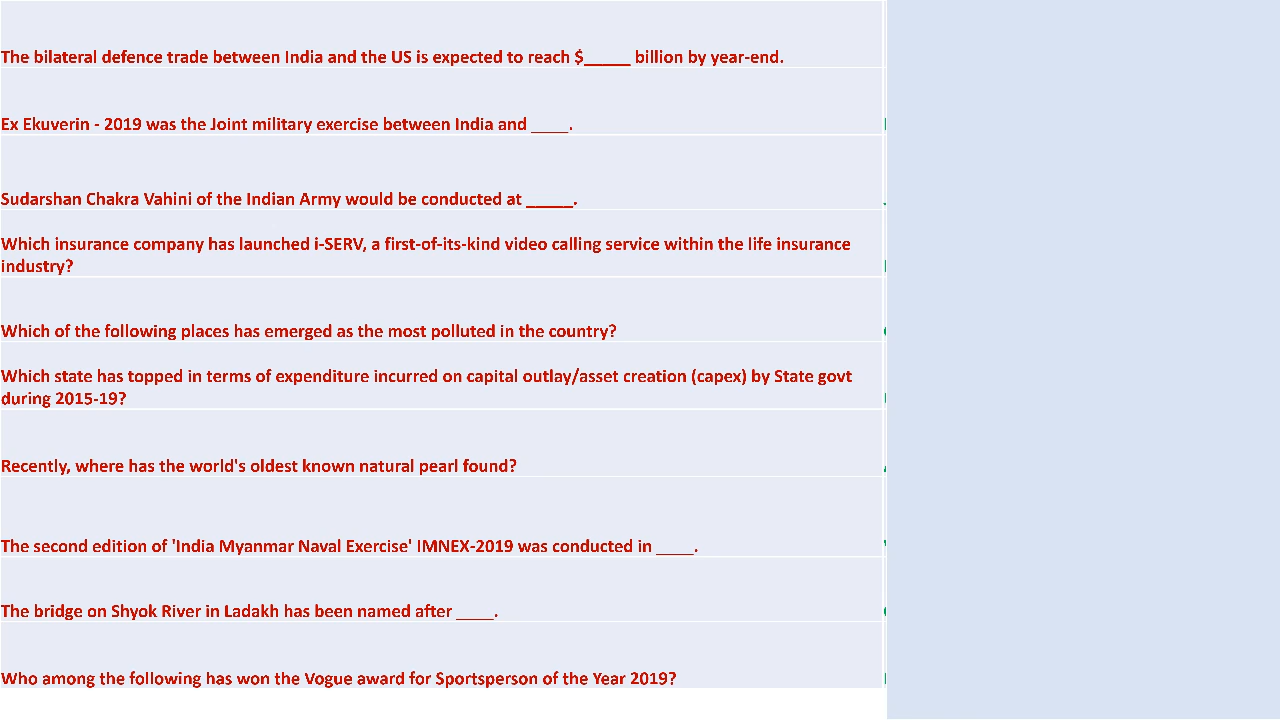 The bilateral defence trade between India and the US is expected to reach $_____ billion by year-end.
Ex Ekuverin - 2019 was the Joint military exercise between India and ____.
Sudarshan Chakra Vahini of the Indian Army would be conducted at _____.
Which insurance company has launched i-SERV, a first-of-its-kind video calling service within the life insurance
industry?
Which of the following places has emerged as the most polluted in the country?
Which state has topped in terms of expenditure incurred on capital outlay/asset creation (capex) by State govt
during 2015-19?
Recently, where has the world's oldest known natural pearl found?
The second edition of 'India Myanmar Naval Exercise' IMNEX-2019 was conducted in ____.
The bridge on Shyok River in Ladakh has been named after ____.
Who among the following has won the Vogue award for Sportsperson of the Year 2019?